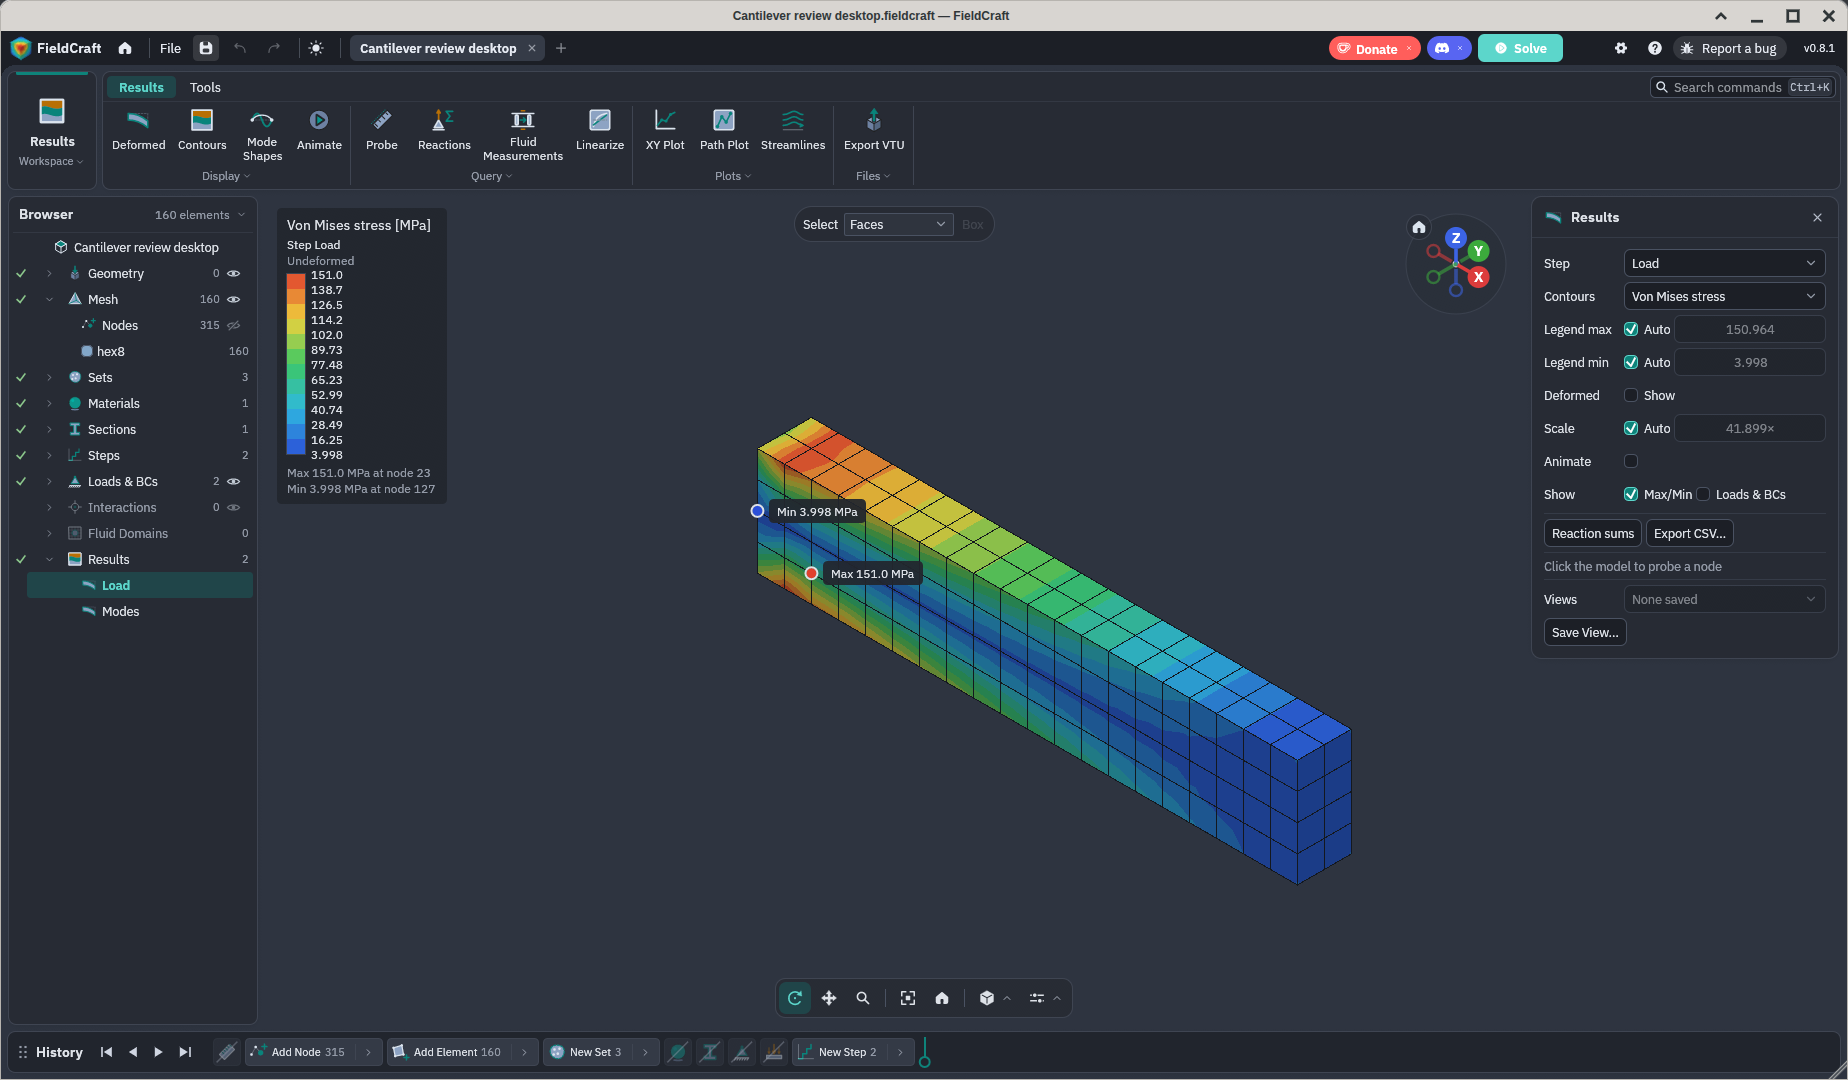 Cantilever review desktop.fieldcraft — FieldCraft
FieldCraft
File
Cantilever review desktop
Donate
Solve
Report a bug
v0.8.1
Results
Workspace
Results
Tools
Search commands
Ctrl+K
Deformed
Contours
Mode Shapes
Animate
Probe
Reactions
Fluid Measurements
Linearize
XY Plot
Path Plot
Streamlines
Export VTU
Display
Query
Plots
Files
Browser
160 elements
Cantilever review desktop
Geometry 0
Mesh 160
Nodes 315
hex8 160
Sets 3
Materials 1
Sections 1
Steps 2
Loads & BCs 2
Interactions 0
Fluid Domains 0
Results 2
Load
Modes
Von Mises stress [MPa]
Step Load
Undeformed
151.0
138.7
126.5
114.2
102.0
89.73
77.48
65.23
52.99
40.74
28.49
16.25
3.998
Max 151.0 MPa at node 23
Min 3.998 MPa at node 127
Select
Faces
Box
Min 3.998 MPa
Max 151.0 MPa
Z
Y
X
Results
Step Load
Contours Von Mises stress
Legend max Auto 150.964
Legend min Auto 3.998
Deformed Show
Scale Auto 41.899×
Animate
Show Max/Min Loads & BCs
Reaction sums
Export CSV...
Click the model to probe a node
Views None saved
Save View...
History
Add Node 315
Add Element 160
New Set 3
New Step 2